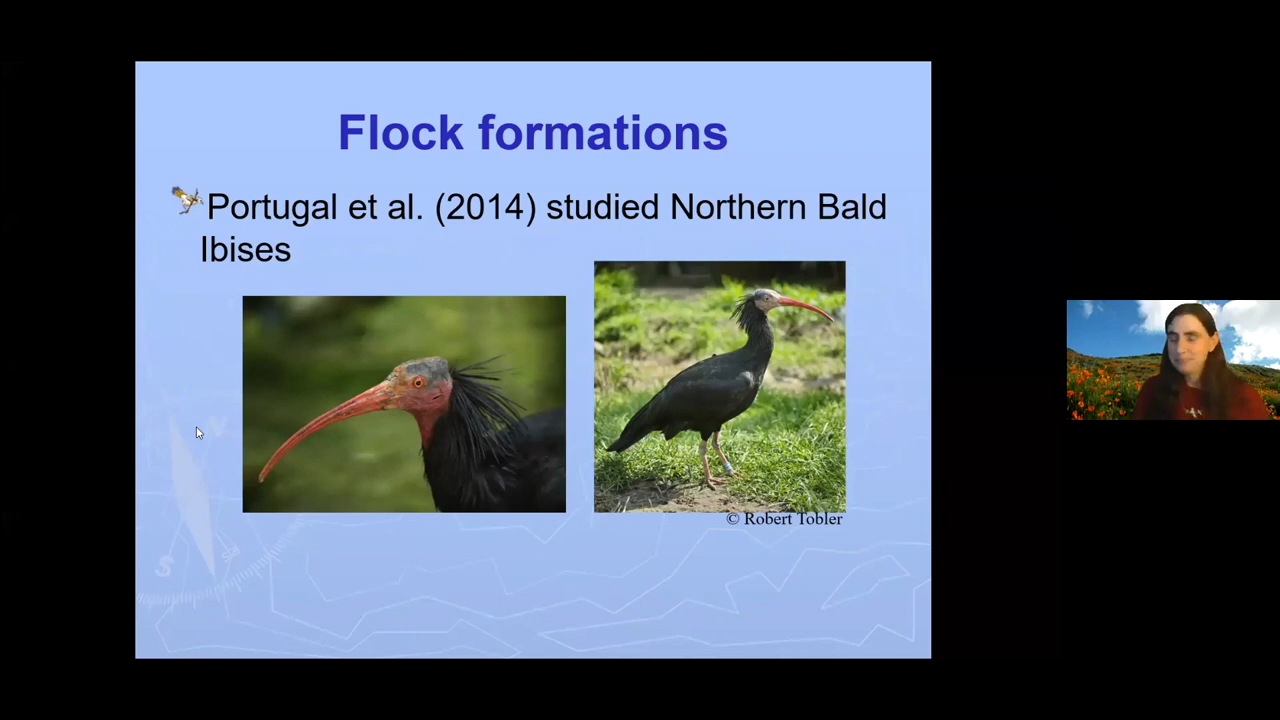 Flock formations
Portugal et al. (2014) studied Northern Bald
Ibises
© Robert Tobler